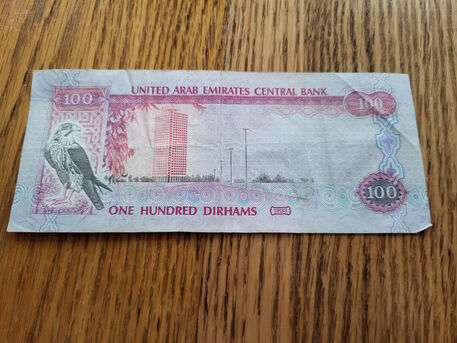 UNITED ARAB EMIRATES CENTRAL BANK
100
100
100
ONE HUNDRED DIRHAMS